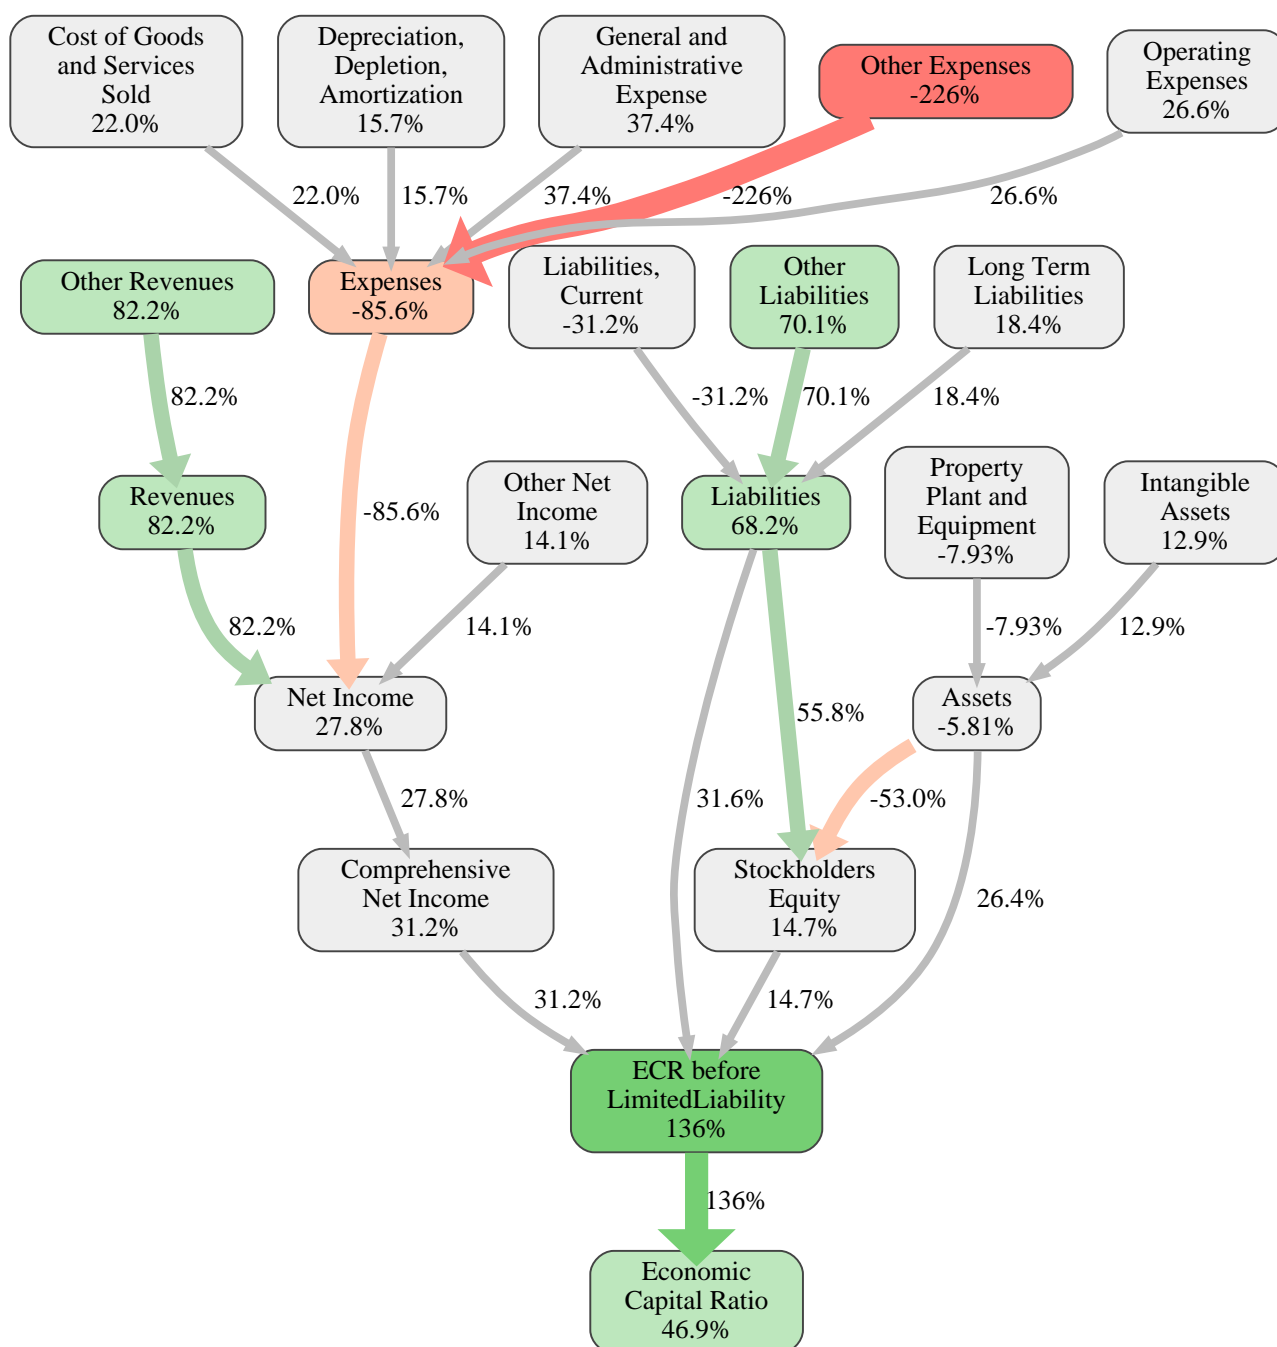 Cost of Goods
and Services
Sold
22.0%
Depreciation,
Depletion,
Amortization
15.7%
General and
Administrative
Expense
37.4%
Other Expenses
-226%
Operating
Expenses
26.6%
22.0%
15.7%
37.4%
-226%
26.6%
Other Revenues
82.2%
Expenses
-85.6%
Liabilities,
Current
-31.2%
Other
Liabilities
70.1%
Long Term
Liabilities
18.4%
82.2%
-31.2%
70.1%
18.4%
Revenues
82.2%
-85.6%
Other Net
Income
14.1%
Liabilities
68.2%
Property
Plant and
Equipment
-7.93%
Intangible
Assets
12.9%
82.2%
14.1%
-7.93%
12.9%
Net Income
27.8%
55.8%
Assets
-5.81%
27.8%
31.6%
-53.0%
Comprehensive
Net Income
31.2%
Stockholders
Equity
14.7%
26.4%
31.2%
14.7%
ECR before
LimitedLiability
136%
136%
Economic
Capital Ratio
46.9%